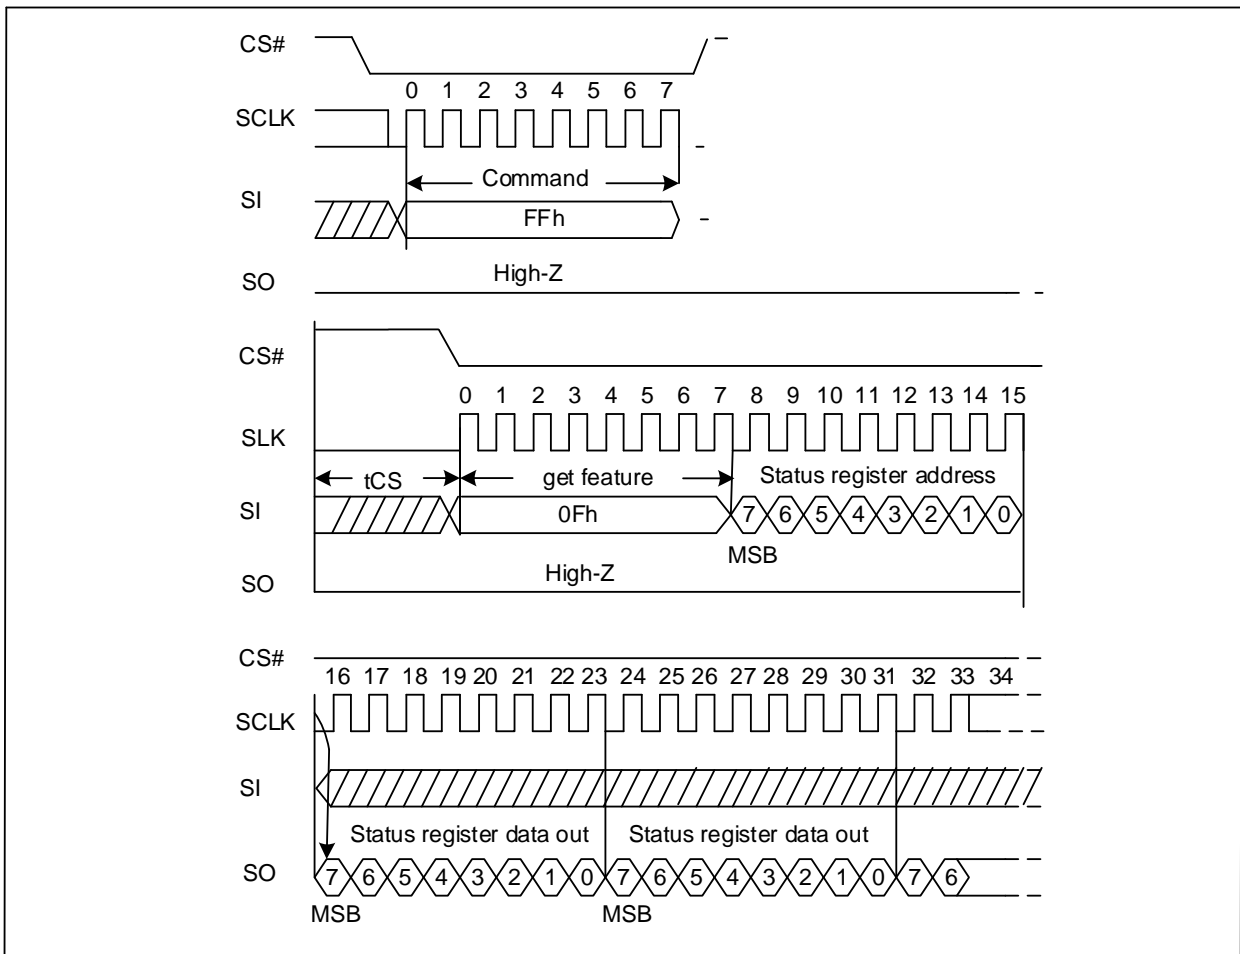 CS#
0 1 2 3 4 5 6 7
SCLK
Command
SI
FFh
High-Z
SO
CS#
0 1 2 3 4 5 6 7 8 9 10 11 12 13 14 15
SLK
tCS get feature Status register address
SI
0Fh 7 6 5 4 3 2 1 0
MSB
High-Z
SO
CS#
16 17 18 19 20 21 22 23 24 25 26 27 28 29 30 31 32 33 34
SCLK
SI
Status register data out Status register data out
SO 7 6 5 4 3 2 1 0 7 6 5 4 3 2 1 0 7 6
MSB MSB